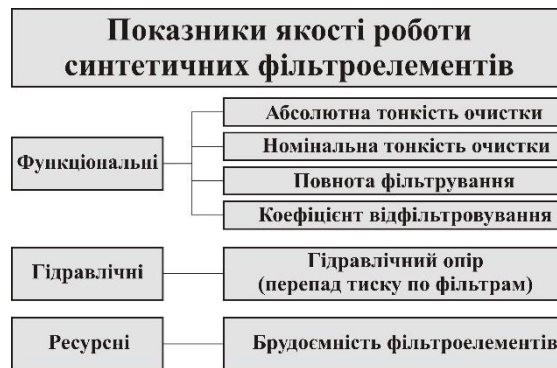 Показники якості роботи
синтетичних фільтроелементів
Функціональні
Абсолютна тонкість очистки
Номінальна тонкість очистки
Повнота фільтрування
Коефіцієнт відфільтровування
Гідравлічні
Гідравлічний опір
(перепад тиску по фільтрам)
Ресурсні
Брудоємність фільтроелементів